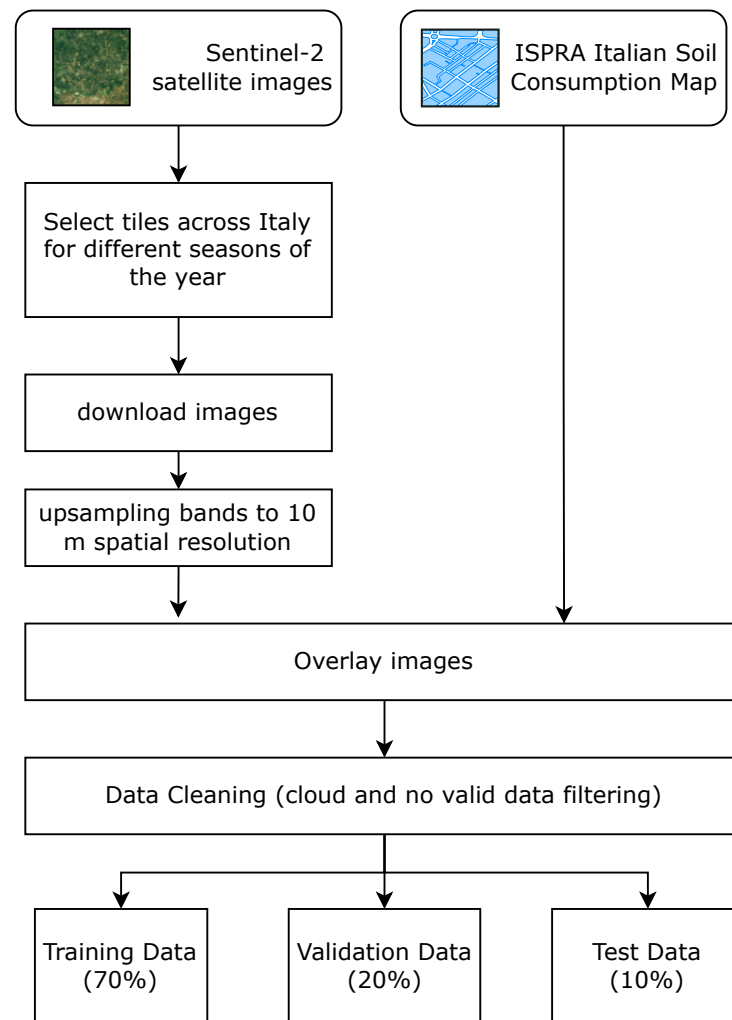 Sentinel-2
satellite images
ISPRA Italian Soil
Consumption Map
Select tiles across Italy
for different seasons of
the year
download images
upsampling bands to 10
m spatial resolution
Overlay images
Data Cleaning (cloud and no valid data filtering)
Training Data
(70%)
Validation Data
(20%)
Test Data
(10%)